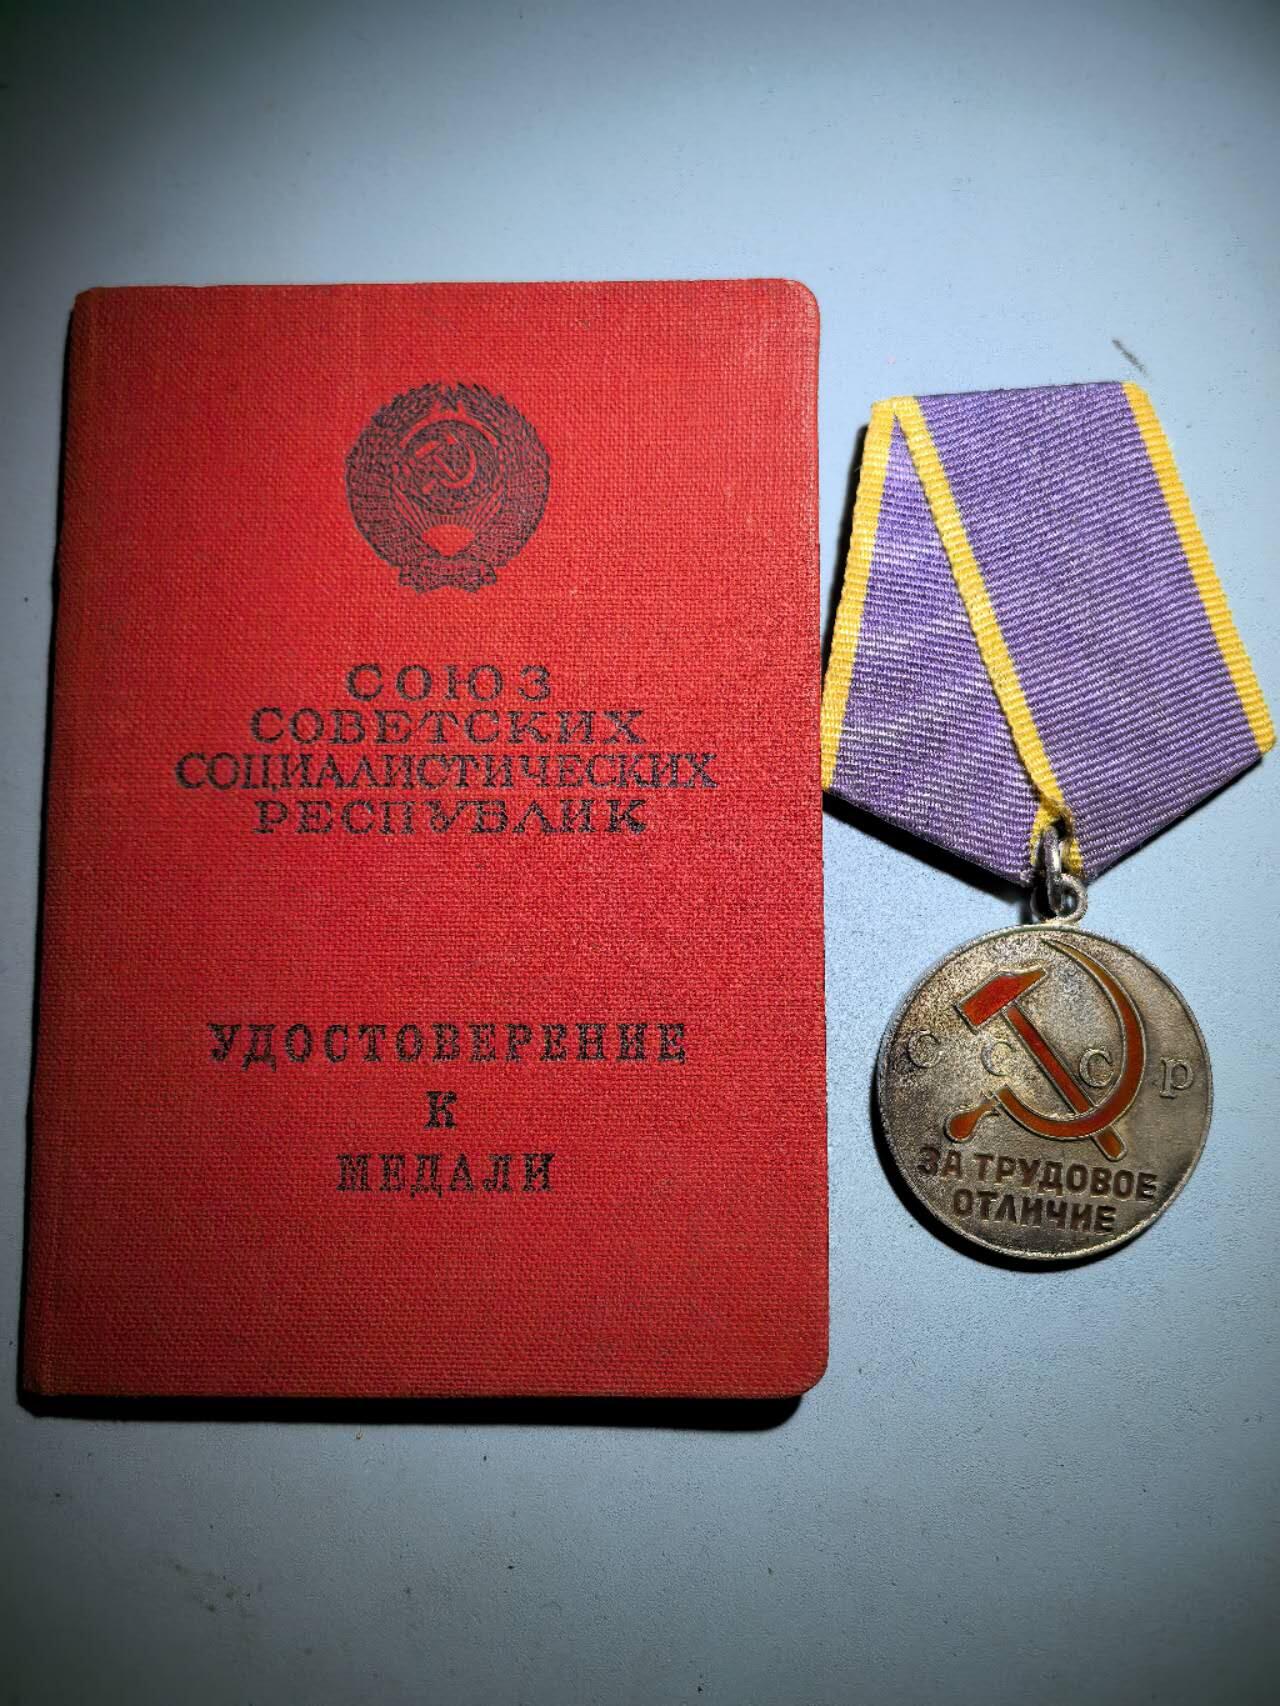 СОЮЗ
СОВЕТСКИХ
СОЦИАЛИСТИЧЕСКИХ
РЕСПУБЛИК
УДОСТОВЕРЕНИЕ
К
МЕДАЛИ
С С С Р
ЗА ТРУДОВОЕ
ОТЛИЧИЕ